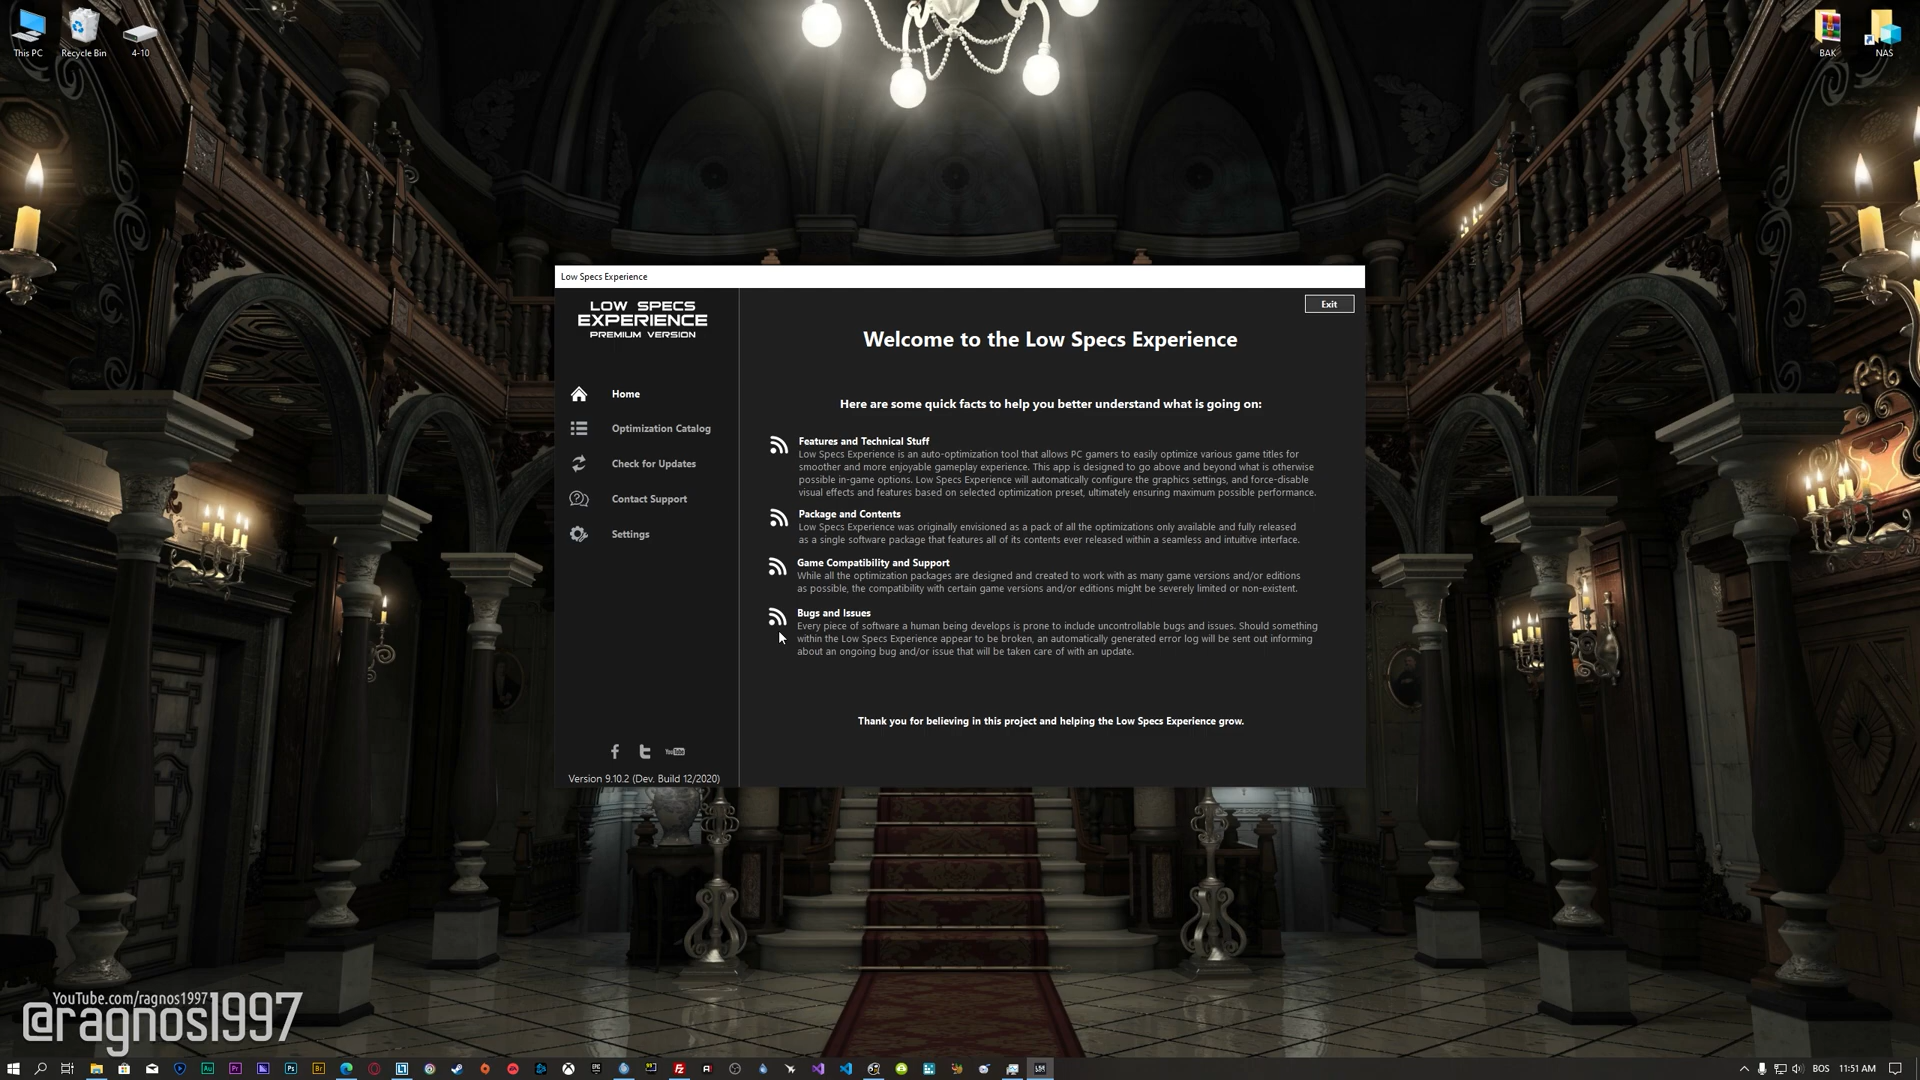 This PC
Recycle Bin
4-10
BAK
NAS
Low Specs Experience
LOW SPECS
EXPERIENCE
PREMIUM VERSION
Home
Optimization Catalog
Check for Updates
Contact Support
Settings
Version 9.10.2 (Dev. Build 12/2020)
Exit
Welcome to the Low Specs Experience
Here are some quick facts to help you better understand what is going on:
Features and Technical Stuff
Low Specs Experience is an auto-optimization tool that allows PC gamers to easily optimize various game titles for
smoother and more enjoyable gameplay experience. This app is designed to go above and beyond what is otherwise
possible in-game options. Low Specs Experience will automatically configure the graphics settings, and force-disable
visual effects and features based on selected optimization preset, ultimately ensuring maximum possible performance.
Package and Contents
Low Specs Experience was originally envisioned as a pack of all the optimizations only available and fully released
as a single software package that features all of its contents ever released within a seamless and intuitive interface.
Game Compatibility and Support
While all the optimization packages are designed and created to work with as many game versions and/or editions
as possible, the compatibility with certain game versions and/or editions might be severely limited or non-existent.
Bugs and Issues
Every piece of software a human being develops is prone to include uncontrollable bugs and issues. Should something
within the Low Specs Experience appear to be broken, an automatically generated error log will be sent out informing
about an ongoing bug and/or issue that will be taken care of with an update.
Thank you for believing in this project and helping the Low Specs Experience grow.
YouTube.com/ragnos1997
@ragnos1997
BOS
11:51 AM